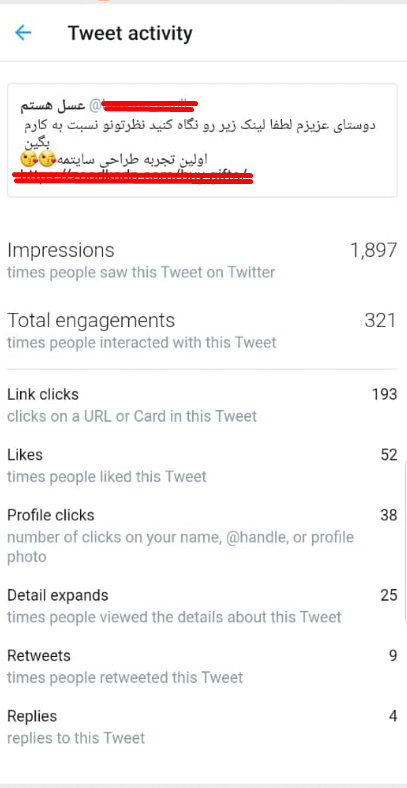 Tweet activity
عسل هستم @
دوستای عزیزم لطفا لینک زیر رو نگاه کنید نظرتونو نسبت به کارم
بگین
اولین تجربه طراحی سایتمه😘😘
Impressions 1,897
times people saw this Tweet on Twitter
Total engagements 321
times people interacted with this Tweet
Link clicks 193
clicks on a URL or Card in this Tweet
Likes 52
times people liked this Tweet
Profile clicks 38
number of clicks on your name, @handle, or profile
photo
Detail expands 25
times people viewed the details about this Tweet
Retweets 9
times people retweeted this Tweet
Replies 4
replies to this Tweet